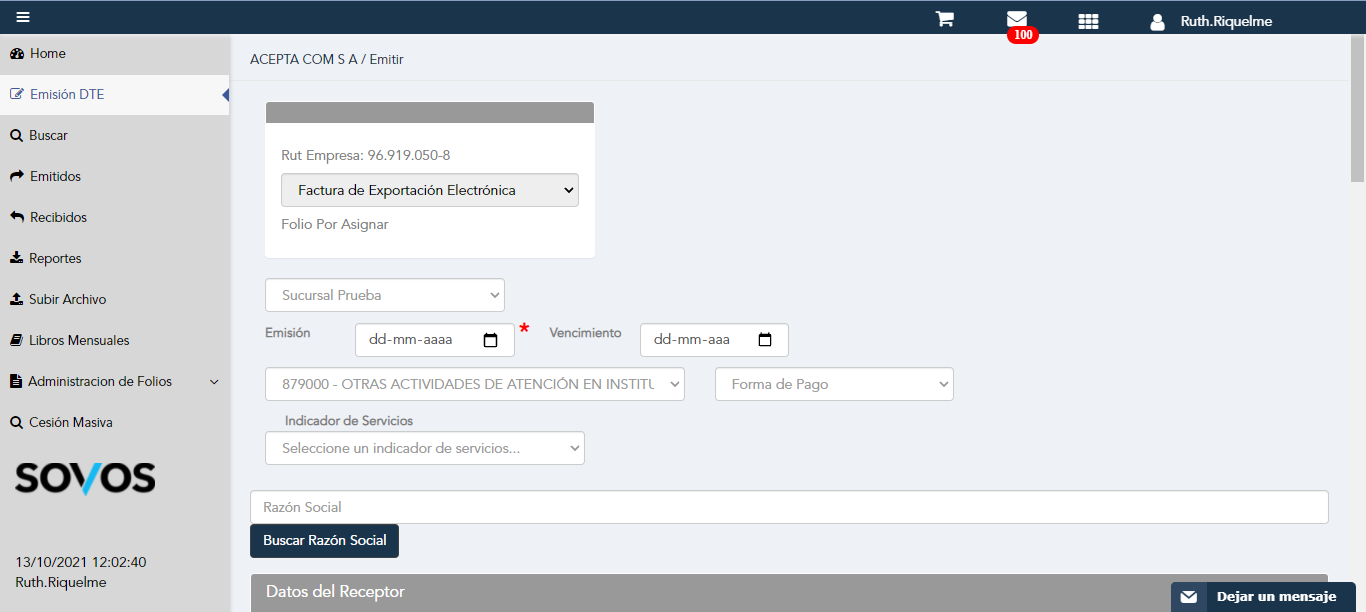 Ruth.Riquelme
100
Home
Emisión DTE
Buscar
Emitidos
Recibidos
Reportes
Subir Archivo
Libros Mensuales
Administracion de Folios
Cesión Masiva
SOVOS
13/10/2021 12:02:40
Ruth.Riquelme
ACEPTA COM S A / Emitir
Rut Empresa: 96.919.050-8
Factura de Exportación Electrónica
Folio Por Asignar
Sucursal Prueba
Emisión dd-mm-aaaa * Vencimiento dd-mm-aaa
879000 - OTRAS ACTIVIDADES DE ATENCIÓN EN INSTITU Forma de Pago
Indicador de Servicios
Seleccione un indicador de servicios...
Razón Social
Buscar Razón Social
Datos del Receptor
Dejar un mensaje